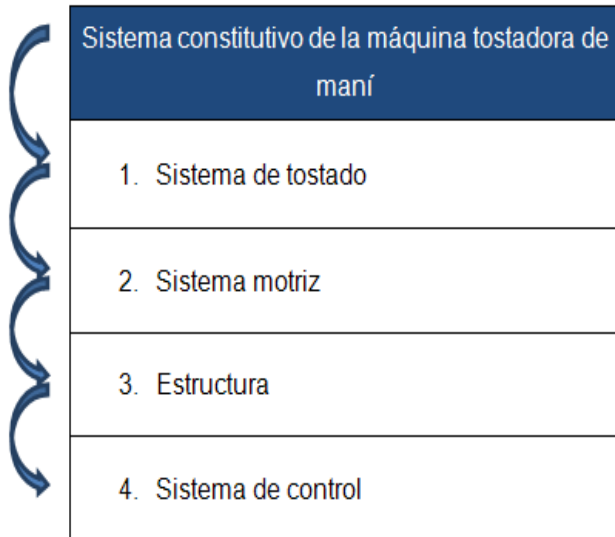 Sistema constitutivo de la máquina tostadora de
maní
1. Sistema de tostado
2. Sistema motriz
3. Estructura
4. Sistema de control